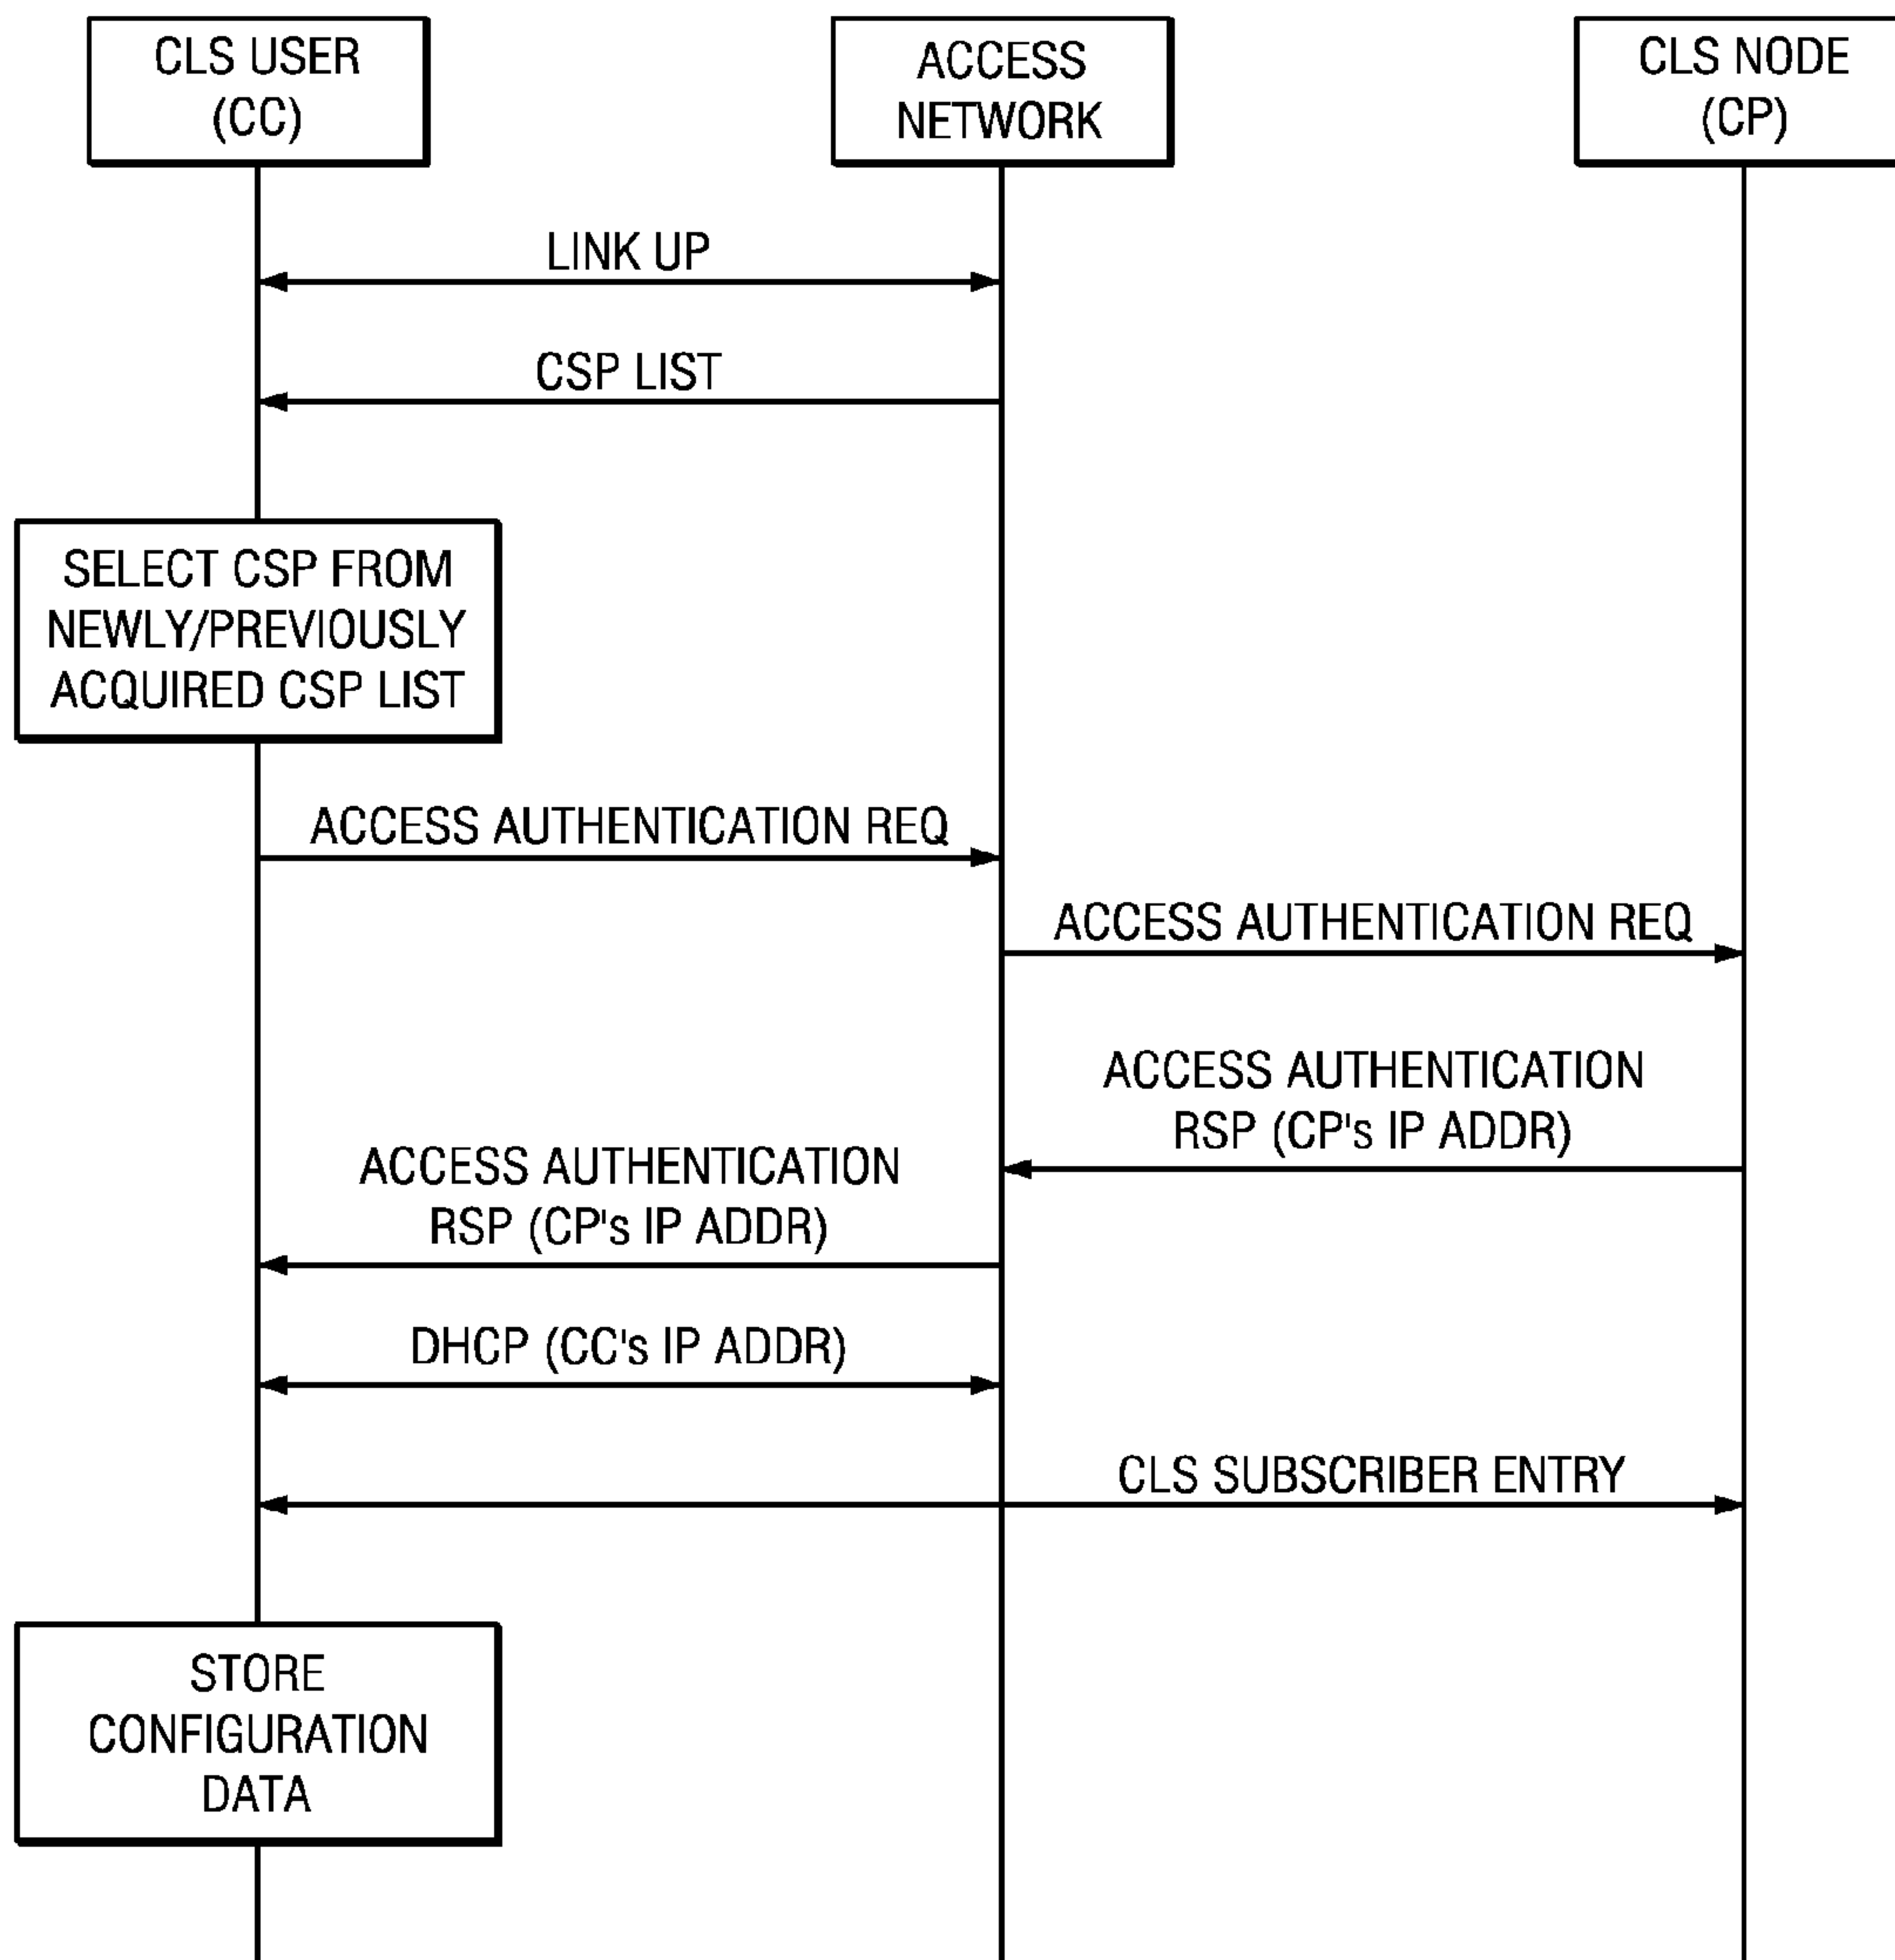 CLS USER
(CC)
ACCESS
NETWORK
CLS NODE
(CP)
LINK UP
CSP LIST
SELECT CSP FROM
NEWLY/PREVIOUSLY
ACQUIRED CSP LIST
ACCESS AUTHENTICATION REQ
ACCESS AUTHENTICATION REQ
ACCESS AUTHENTICATION
RSP (CP's IP ADDR)
ACCESS AUTHENTICATION
RSP (CP's IP ADDR)
DHCP (CC's IP ADDR)
CLS SUBSCRIBER ENTRY
STORE
CONFIGURATION
DATA